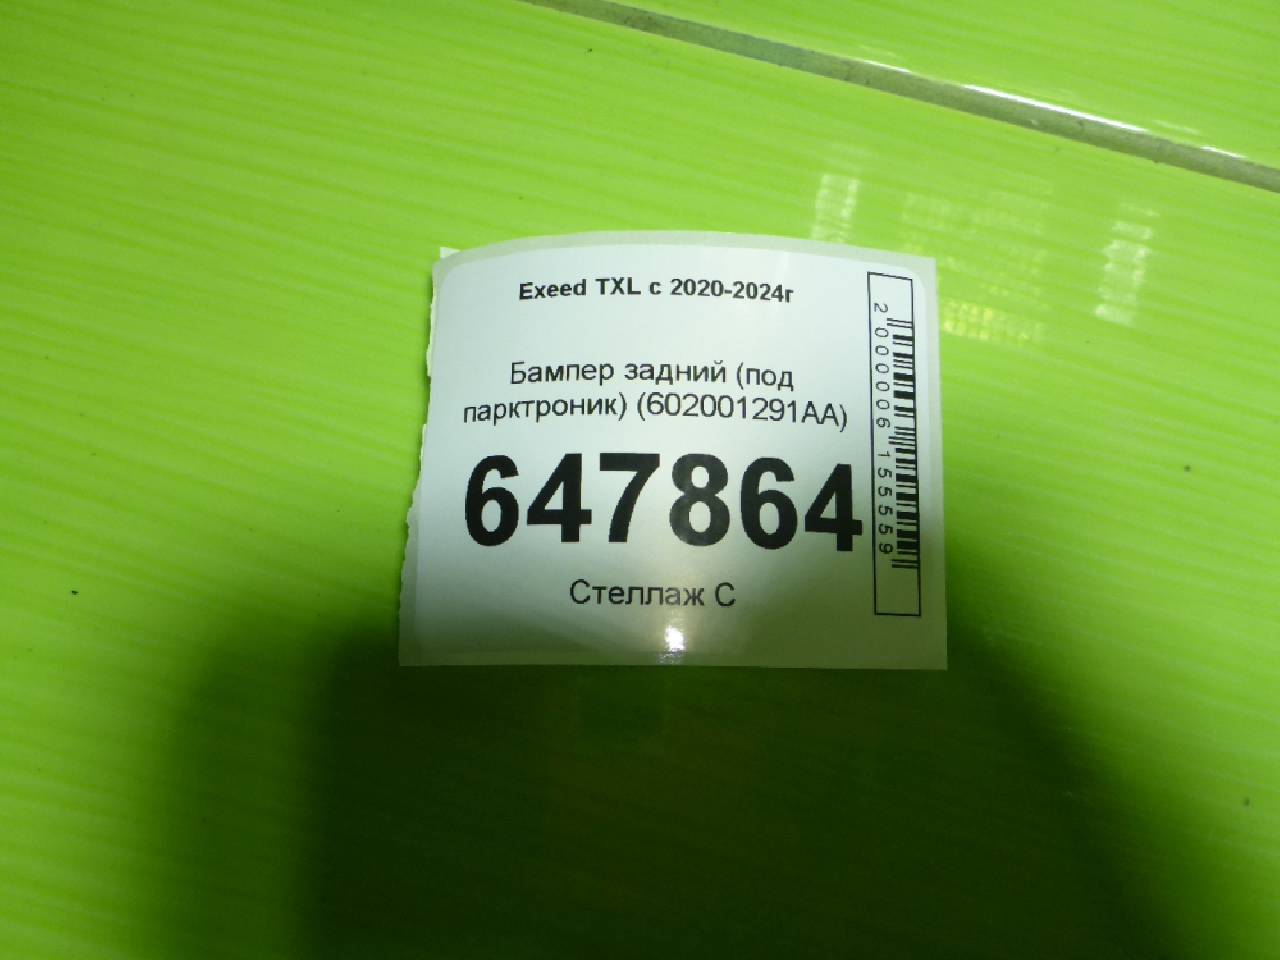 Exeed TXL с 2020-2024г
Бампер задний (под
парктроник) (602001291AA)
647864
Стеллаж С
2000006155559